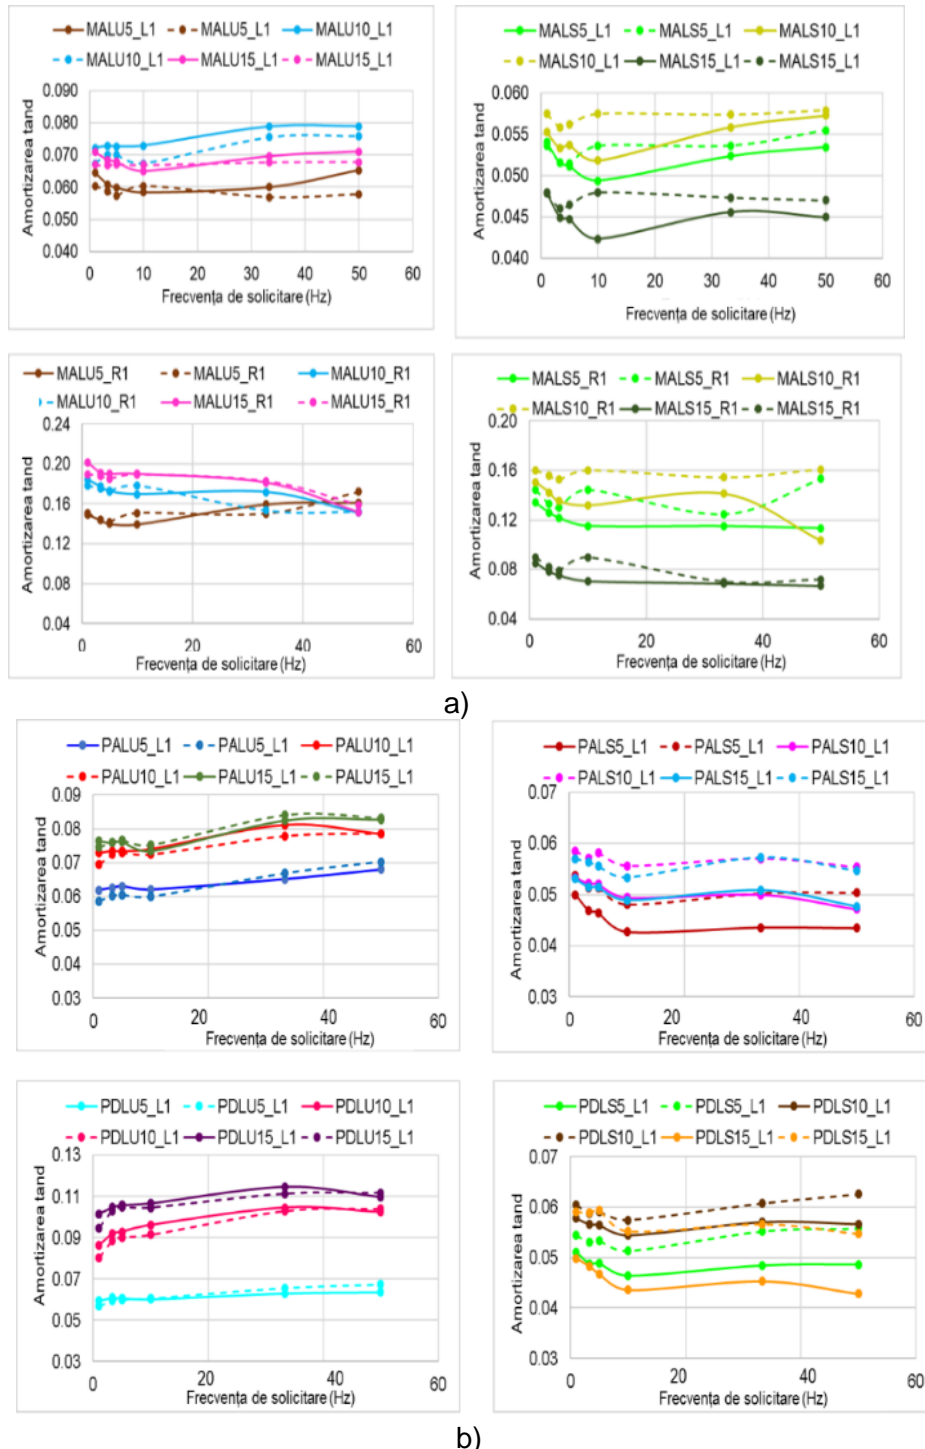 MALU5_L1 MALU5_L1 MALU10_L1
MALU10_L1 MALU15_L1 MALU15_L1
0.090
0.080
0.070
0.060
0.050
0.040
0 10 20 30 40 50 60
Amortizarea tand
Frecvența de solicitare (Hz)
MALS5_L1 MALS5_L1 MALS10_L1
MALS10_L1 MALS15_L1 MALS15_L1
0.060
0.055
0.050
0.045
0.040
0 10 20 30 40 50 60
Amortizarea tand
Frecvența de solicitare (Hz)
MALU5_R1 MALU5_R1 MALU10_R1
MALU10_R1 MALU15_R1 MALU15_R1
0.24
0.20
0.16
0.12
0.08
0.04
0 20 40 60
Amortizarea tand
Frecvența de solicitare (Hz)
MALS5_R1 MALS5_R1 MALS10_R1
MALS10_R1 MALS15_R1 MALS15_R1
0.20
0.16
0.12
0.08
0.04
0 20 40 60
Amortizarea tand
Frecvența de solicitare (Hz)
a)
PALU5_L1 PALU5_L1 PALU10_L1
PALU10_L1 PALU15_L1 PALU15_L1
0.09
0.08
0.07
0.06
0.05
0.04
0.03
0 20 40 60
Amortizarea tand
Frecvența de solicitare (Hz)
PALS5_L1 PALS5_L1 PALS10_L1
PALS10_L1 PALS15_L1 PALS15_L1
0.07
0.06
0.05
0.04
0.03
0 20 40 60
Amortizarea tand
Frecvența de solicitare (Hz)
PDLU5_L1 PDLU5_L1 PDLU10_L1
PDLU10_L1 PDLU15_L1 PDLU15_L1
0.13
0.11
0.09
0.07
0.05
0.03
0 20 40 60
Amortizarea tand
Frecvența de solicitare (Hz)
PDLS5_L1 PDLS5_L1 PDLS10_L1
PDLS10_L1 PDLS15_L1 PDLS15_L1
0.07
0.06
0.05
0.04
0.03
0 20 40 60
Amortizarea tand
Frecvența de solicitare (Hz)
b)